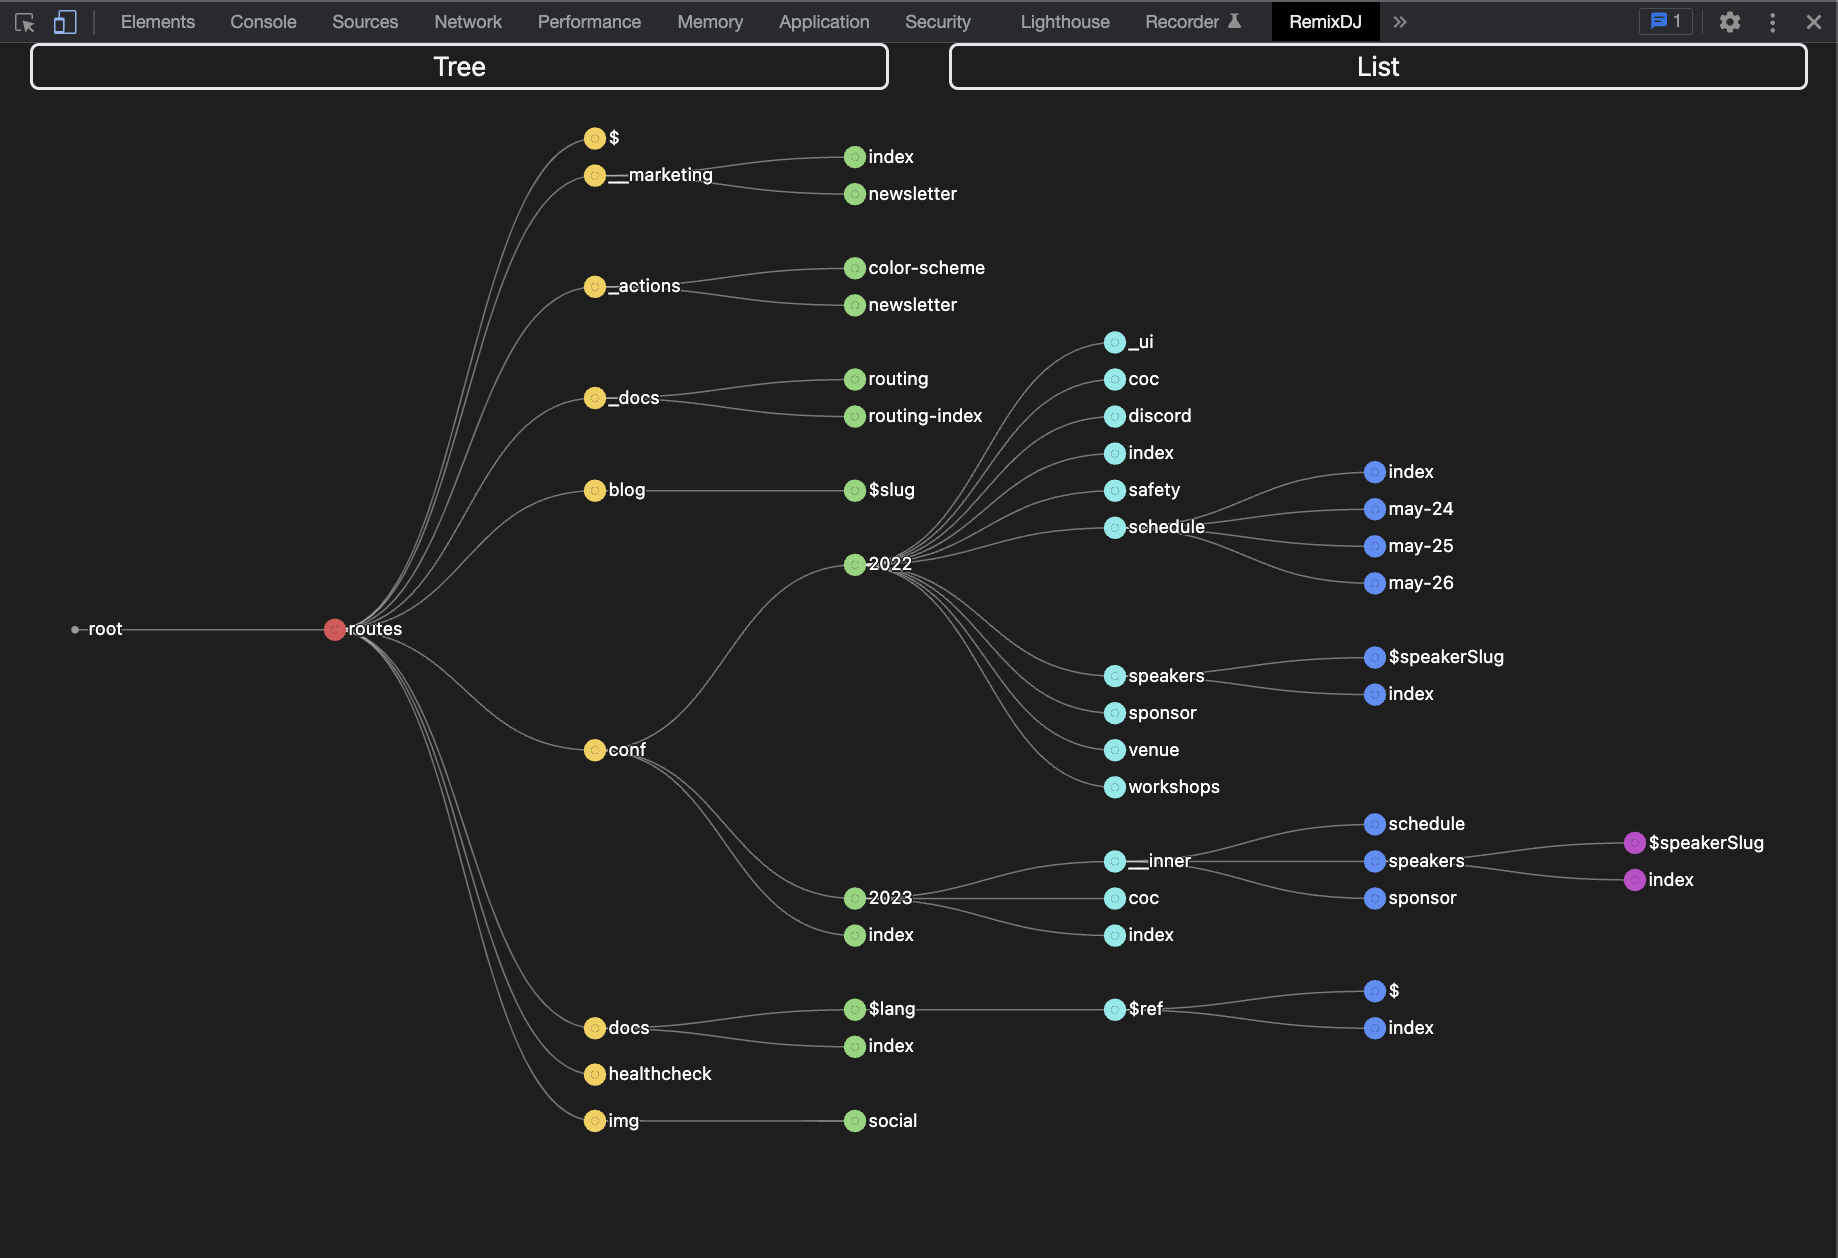 Elements Console Sources Network Performance Memory Application Security Lighthouse Recorder RemixDJ 1
Tree List
$
__marketing
index
newsletter
_actions
color-scheme
newsletter
_docs
routing
routing-index
blog
$slug
root
routes
conf
2022
_ui
coc
discord
index
safety
schedule
index
may-24
may-25
may-26
speakers
$speakerSlug
index
sponsor
venue
workshops
2023
__inner
schedule
speakers
$speakerSlug
index
sponsor
coc
index
index
docs
$lang
$ref
$
index
index
healthcheck
img
social